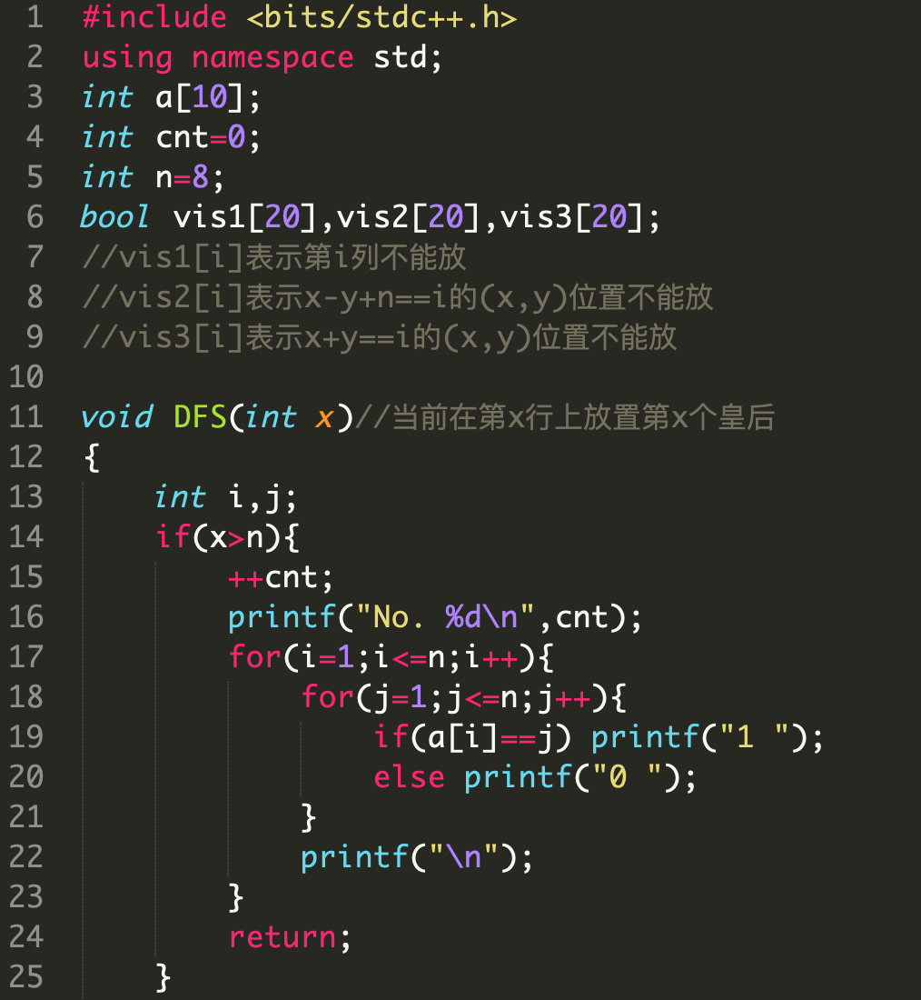 1 #include <bits/stdc++.h>
2 using namespace std;
3 int a[10];
4 int cnt=0;
5 int n=8;
6 bool vis1[20],vis2[20],vis3[20];
7 //vis1[i]表示第i列不能放
8 //vis2[i]表示x-y+n==i的(x,y)位置不能放
9 //vis3[i]表示x+y==i的(x,y)位置不能放
10
11 void DFS(int x)//当前在第x行上放置第x个皇后
12 {
13     int i,j;
14     if(x>n){
15         ++cnt;
16         printf("No. %d\n",cnt);
17         for(i=1;i<=n;i++){
18             for(j=1;j<=n;j++){
19                 if(a[i]==j) printf("1 ");
20                 else printf("0 ");
21             }
22             printf("\n");
23         }
24         return;
25     }